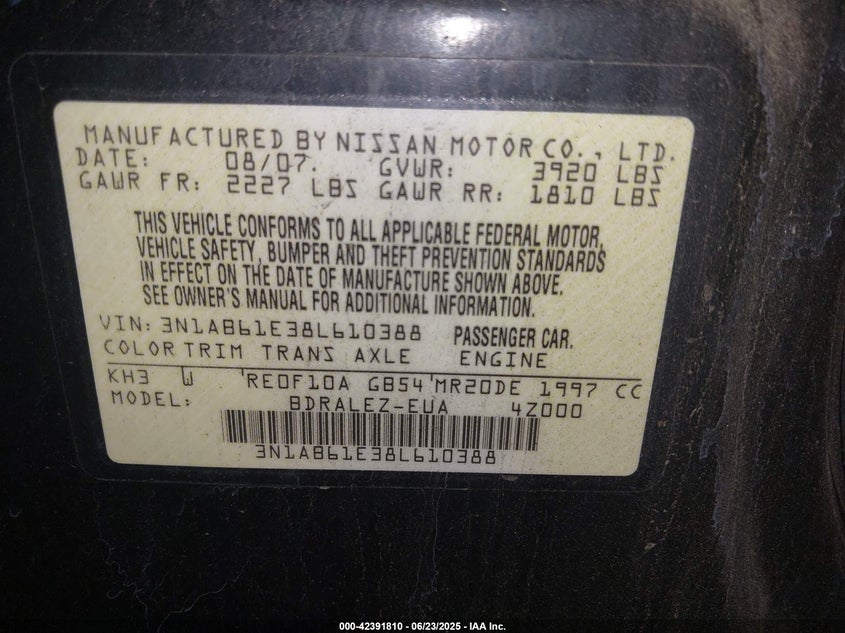 MANUFACTURED BY NISSAN MOTOR CO., LTD.
DATE: 08/07. GVWR: 3920 LBS
GAWR FR: 2227 LBS GAWR RR: 1810 LBS
THIS VEHICLE CONFORMS TO ALL APPLICABLE FEDERAL MOTOR
VEHICLE SAFETY, BUMPER AND THEFT PREVENTION STANDARDS
IN EFFECT ON THE DATE OF MANUFACTURE SHOWN ABOVE.
SEE OWNER'S MANUAL FOR ADDITIONAL INFORMATION.
VIN: 3N1AB61E38L610388 PASSENGER CAR.
COLOR TRIM TRANS AXLE ENGINE
KH3 W RE0F10A GB54 MR20DE 1997 CC
MODEL: BDRALEZ-EUA 4Z000
3N1AB61E38L610388
000-42391810 - 06/23/2025 - IAA Inc.